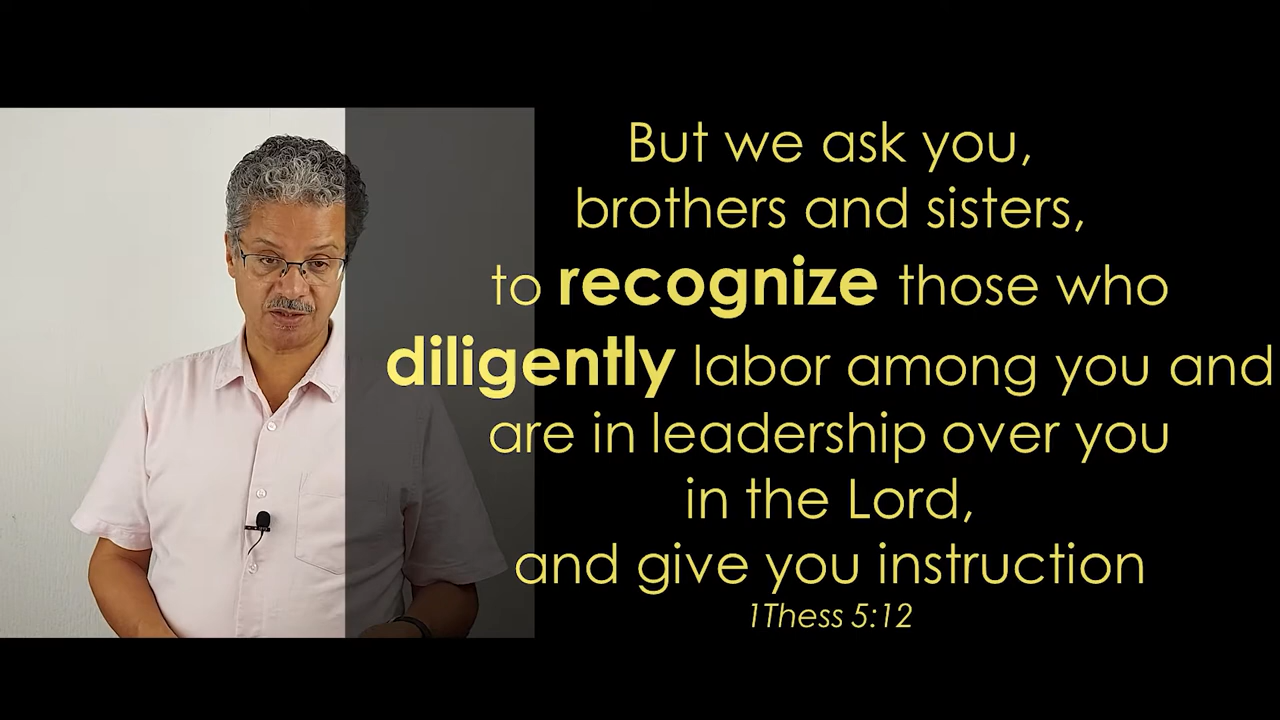 But we ask you,
brothers and sisters,
to recognize those who
diligently labor among you and
are in leadership over you
in the Lord,
and give you instruction
1Thess 5:12